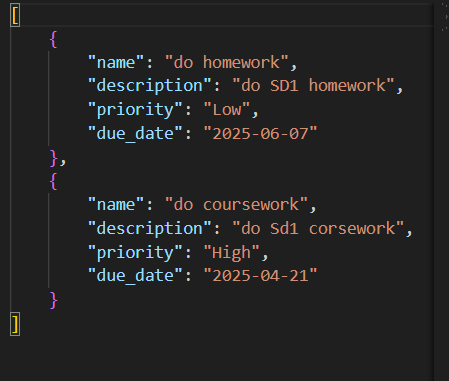 [
    {
        "name": "do homework",
        "description": "do SD1 homework",
        "priority": "Low",
        "due_date": "2025-06-07"
    },
    {
        "name": "do coursework",
        "description": "do Sd1 corsework",
        "priority": "High",
        "due_date": "2025-04-21"
    }
]